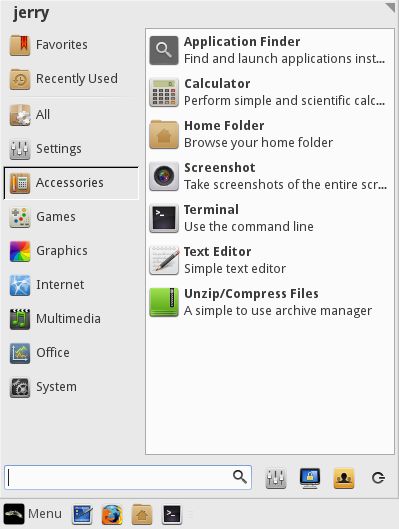 jerry
Favorites
Recently Used
All
Settings
Accessories
Games
Graphics
Internet
Multimedia
Office
System
Application Finder
Find and launch applications inst...
Calculator
Perform simple and scientific calc...
Home Folder
Browse your home folder
Screenshot
Take screenshots of the entire scr...
Terminal
Use the command line
Text Editor
Simple text editor
Unzip/Compress Files
A simple to use archive manager
Menu